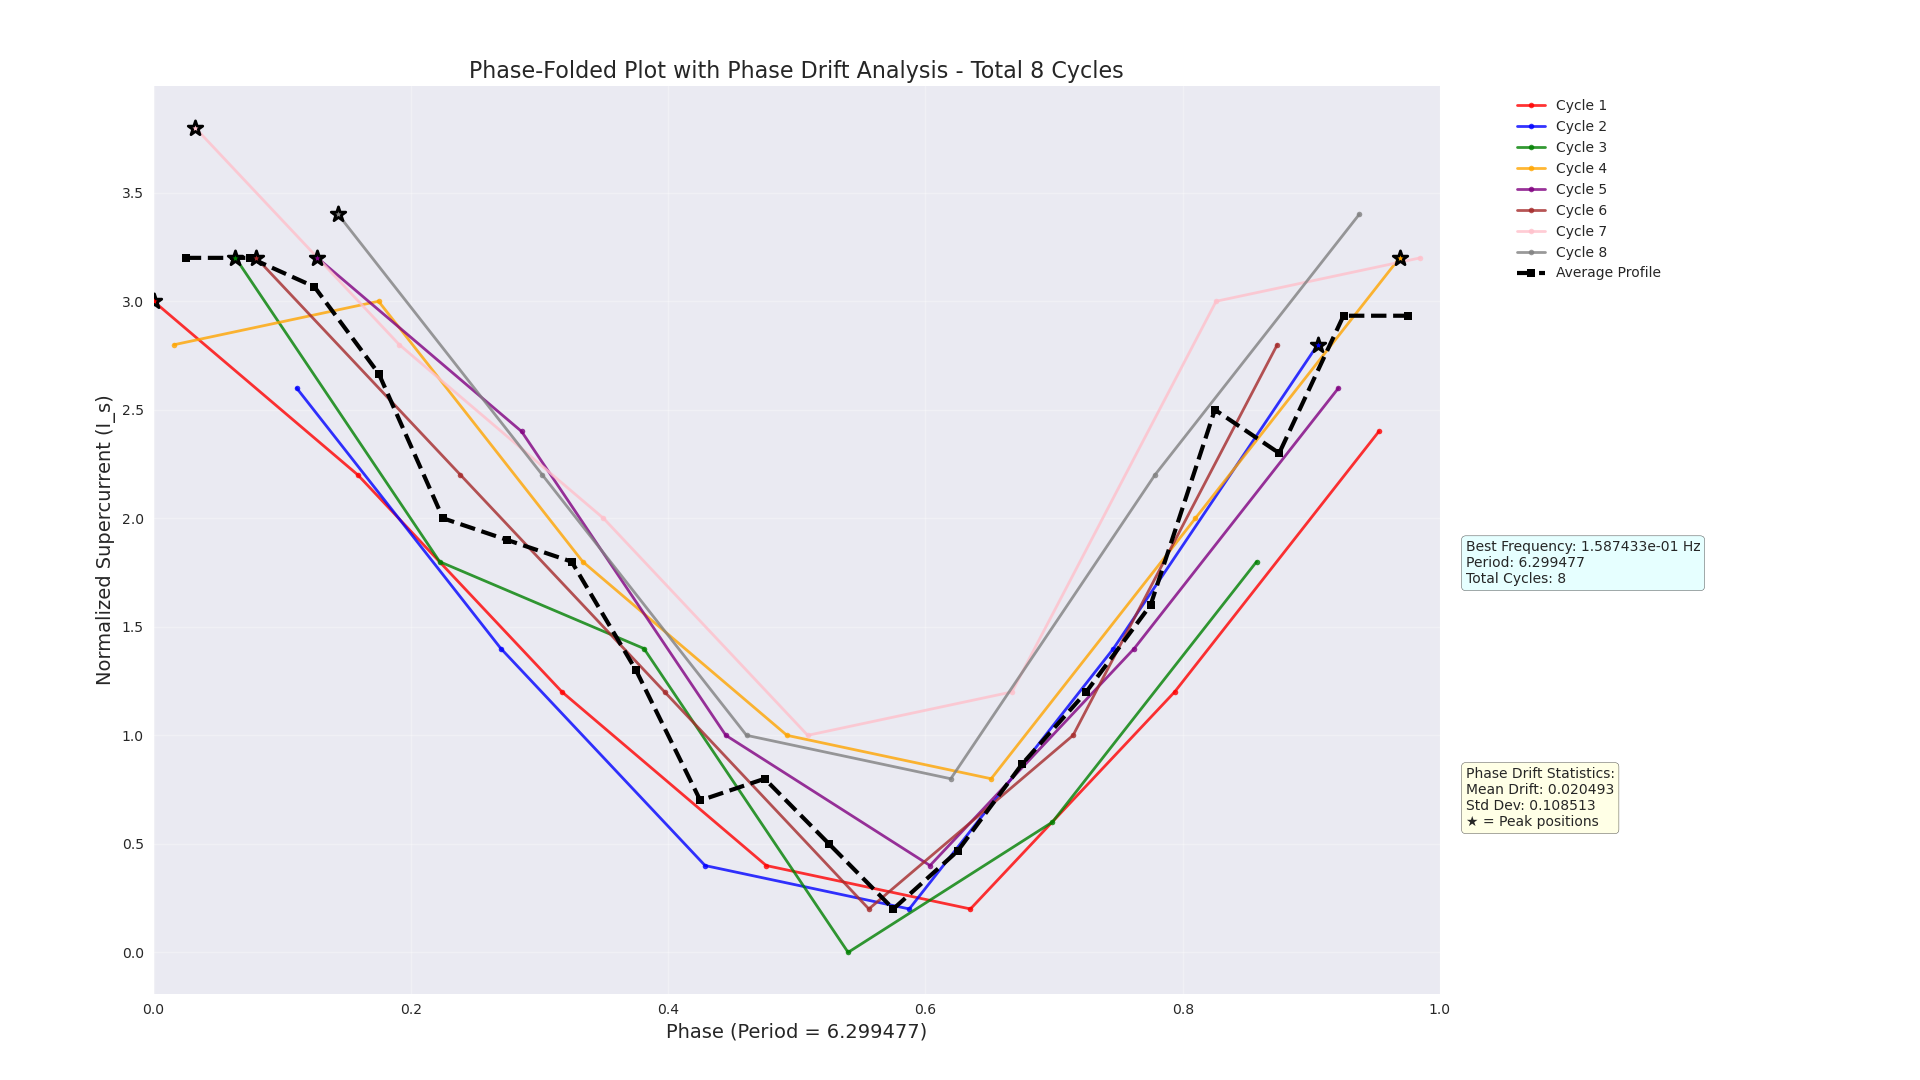 Phase-Folded Plot with Phase Drift Analysis - Total 8 Cycles
Normalized Supercurrent (I_s)
3.5
3.0
2.5
2.0
1.5
1.0
0.5
0.0
0.0 0.2 0.4 0.6 0.8 1.0
Phase (Period = 6.299477)
Cycle 1
Cycle 2
Cycle 3
Cycle 4
Cycle 5
Cycle 6
Cycle 7
Cycle 8
Average Profile
Best Frequency: 1.587433e-01 Hz
Period: 6.299477
Total Cycles: 8
Phase Drift Statistics:
Mean Drift: 0.020493
Std Dev: 0.108513
★ = Peak positions